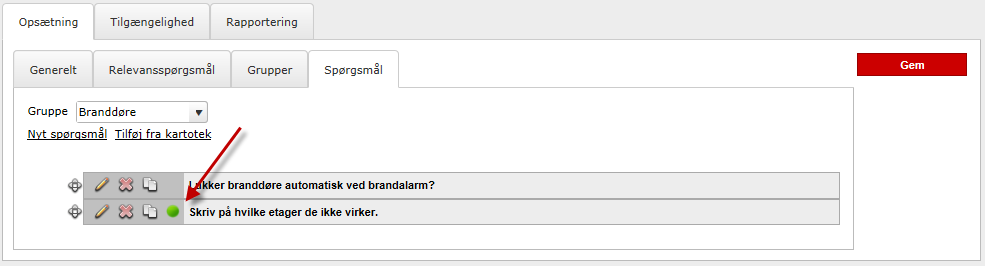 Opsætning Tilgængelighed Rapportering
Generelt Relevansspørgsmål Grupper Spørgsmål
Gem
Gruppe Branddøre
Nyt spørgsmål Tilføj fra kartotek
Lukker branddøre automatisk ved brandalarm?
Skriv på hvilke etager de ikke virker.